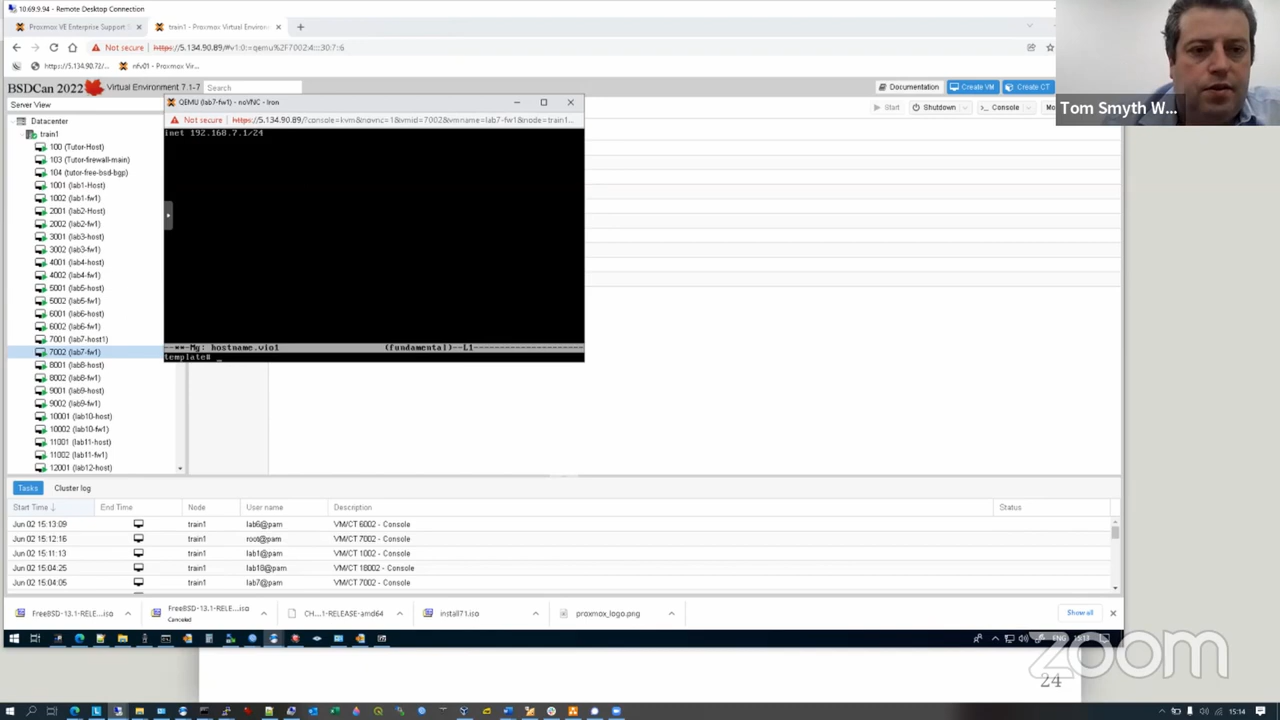 10.69.9.94 - Remote Desktop Connection
Proxmox VE Enterprise Support S
train1 - Proxmox Virtual Environ
Not secure
https://5.134.90.89/#v1:0:=qemu%2F7002:4:::30:7:6
https://5.134.90.72/...
nfv01 - Proxmox Vir...
BSDCan 2022
Virtual Environment 7.1-7
Search
Documentation
Create VM
Create CT
Server View
Start
Shutdown
Console
Mo
QEMU (lab7-fw1) - noVNC - Iron
Not secure
https://5.134.90.89/?console=kvm&novnc=1&vmid=7002&vmname=lab7-fw1&node=train1...
inet 192.168.7.1/24
--**-Mg: hostname.vio1
(fundamental)--L1
template# _
Datacenter
train1
100 (Tutor-Host)
103 (Tutor-firewall-main)
104 (tutor-free-bsd-bgp)
1001 (lab1-Host)
1002 (lab1-fw1)
2001 (lab2-Host)
2002 (lab2-fw1)
3001 (lab3-host)
3002 (lab3-fw1)
4001 (lab4-host)
4002 (lab4-fw1)
5001 (lab5-host)
5002 (lab5-fw1)
6001 (lab6-host)
6002 (lab6-fw1)
7001 (lab7-host1)
7002 (lab7-fw1)
8001 (lab8-host)
8002 (lab8-fw1)
9001 (lab9-host)
9002 (lab9-fw1)
10001 (lab10-host)
10002 (lab10-fw1)
11001 (lab11-host)
11002 (lab11-fw1)
12001 (lab12-host)
Tasks
Cluster log
Start Time
End Time
Node
User name
Description
Status
Jun 02 15:13:09
train1
lab6@pam
VM/CT 6002 - Console
Jun 02 15:12:16
train1
root@pam
VM/CT 7002 - Console
Jun 02 15:11:13
train1
lab1@pam
VM/CT 1002 - Console
Jun 02 15:04:25
train1
lab18@pam
VM/CT 18002 - Console
Jun 02 15:04:05
train1
lab7@pam
VM/CT 7002 - Console
FreeBSD-13.1-RELE...iso
FreeBSD-13.1-RELE...iso
Canceled
CH....1-RELEASE-amd64
install71.iso
proxmox_logo.png
Show all
ENG
15:13
Tom Smyth W...
zoom
24
15:14